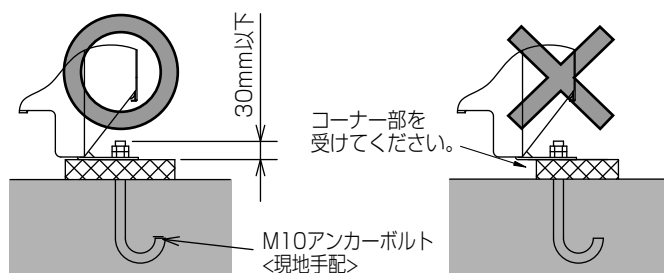 30mm以下
コーナー部を
受けてください。
M10アンカーボルト
<現地手配>